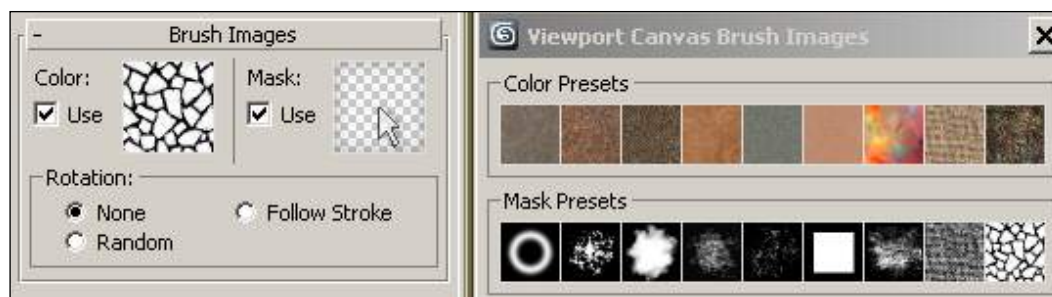 - Brush Images
Color:
Use
Mask:
Use
Rotation:
None
Follow Stroke
Random
Viewport Canvas Brush Images
Color Presets
Mask Presets